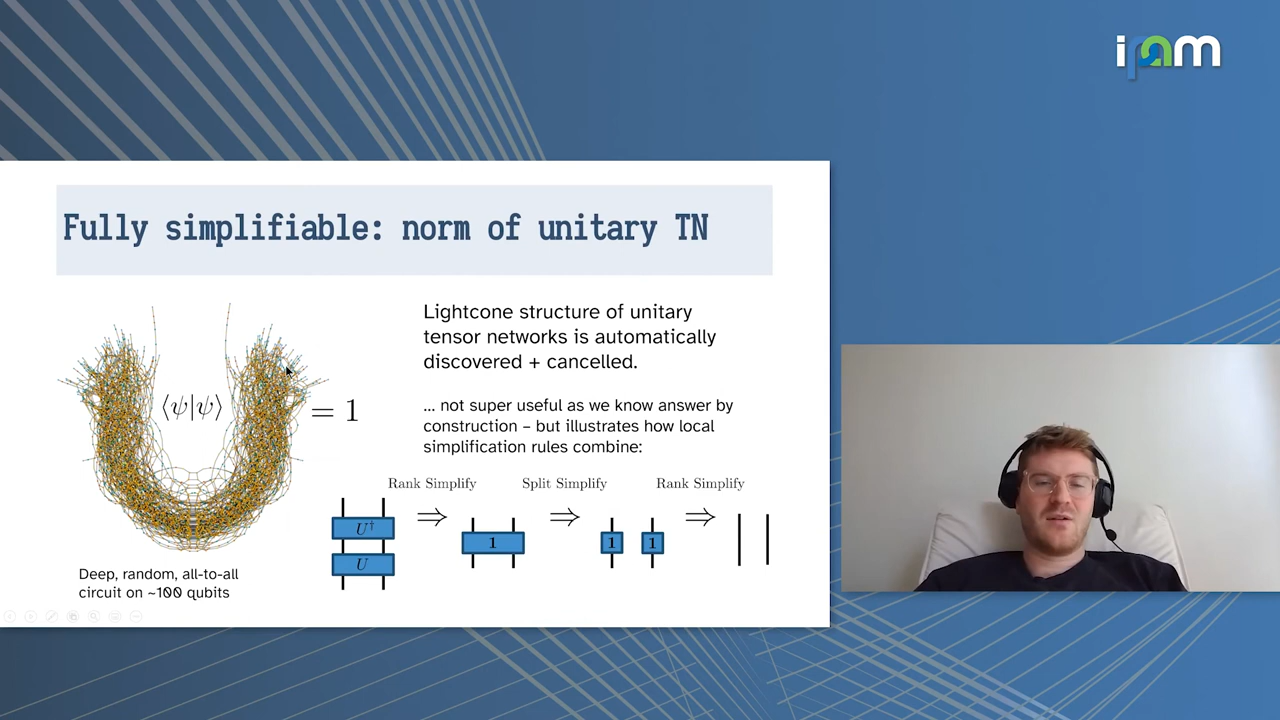 ipam
Fully simplifiable: norm of unitary TN
Lightcone structure of unitary
tensor networks is automatically
discovered + cancelled.
⟨ψ|ψ⟩ = 1
... not super useful as we know answer by
construction – but illustrates how local
simplification rules combine:
Rank Simplify Split Simplify Rank Simplify
U† ⇒ ⇒ ⇒
1 1 1
U
Deep, random, all-to-all
circuit on ~100 qubits